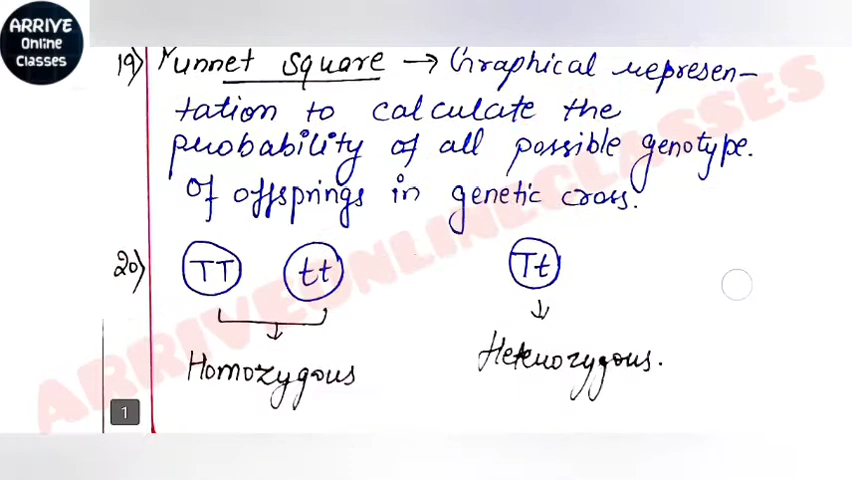 ARRIVE
Online
Classes
19) Punnet Square → Graphical represen-
tation to calculate the
probability of all possible genotype.
Of offsprings in genetic cross.
20) TT tt Tt
Homozygous Heterozygous.
ARRIVEONLINECLASSES
1